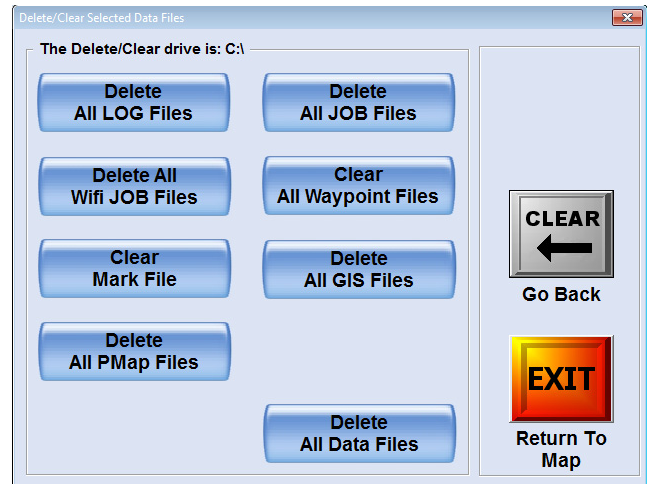 Delete/Clear Selected Data Files
The Delete/Clear drive is: C:\
Delete
All LOG Files
Delete
All JOB Files
Delete All
Wifi JOB Files
Clear
All Waypoint Files
Clear
Mark File
Delete
All GIS Files
Delete
All PMap Files
Delete
All Data Files
CLEAR
Go Back
EXIT
Return To
Map